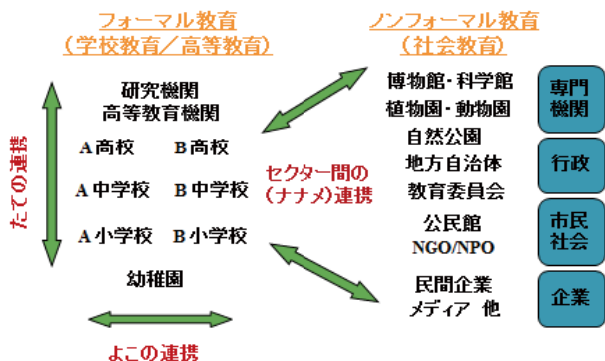 フォーマル教育
(学校教育／高等教育)
研究機関
高等教育機関
A高校 B高校
A中学校 B中学校
A小学校 B小学校
幼稚園
たての連携
よこの連携
セクター間の
(ナナメ)連携
ノンフォーマル教育
(社会教育)
博物館・科学館
植物園・動物園
自然公園
地方自治体
教育委員会
公民館
NGO/NPO
民間企業
メディア 他
専門
機関
行政
市民
社会
企業